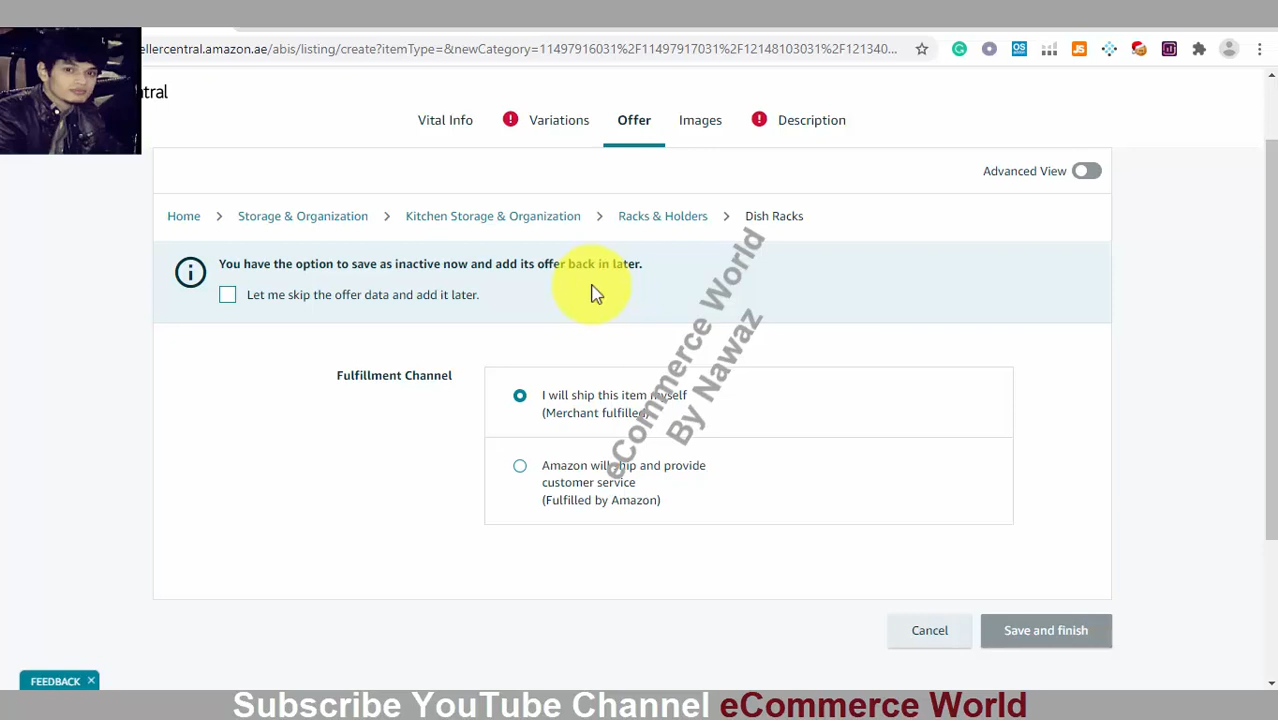 ellercentral.amazon.ae/abis/listing/create?itemType=&newCategory=11497916031%2F11497917031%2F12148103031%2F121340...
ntral
Vital Info
Variations
Offer
Images
Description
Advanced View
Home > Storage & Organization > Kitchen Storage & Organization > Racks & Holders > Dish Racks
You have the option to save as inactive now and add its offer back in later.
Let me skip the offer data and add it later.
Fulfillment Channel
I will ship this item myself
(Merchant fulfilled)
Amazon will ship and provide
customer service
(Fulfilled by Amazon)
eCommerce World
By Nawaz
Cancel
Save and finish
FEEDBACK
Subscribe YouTube Channel eCommerce World